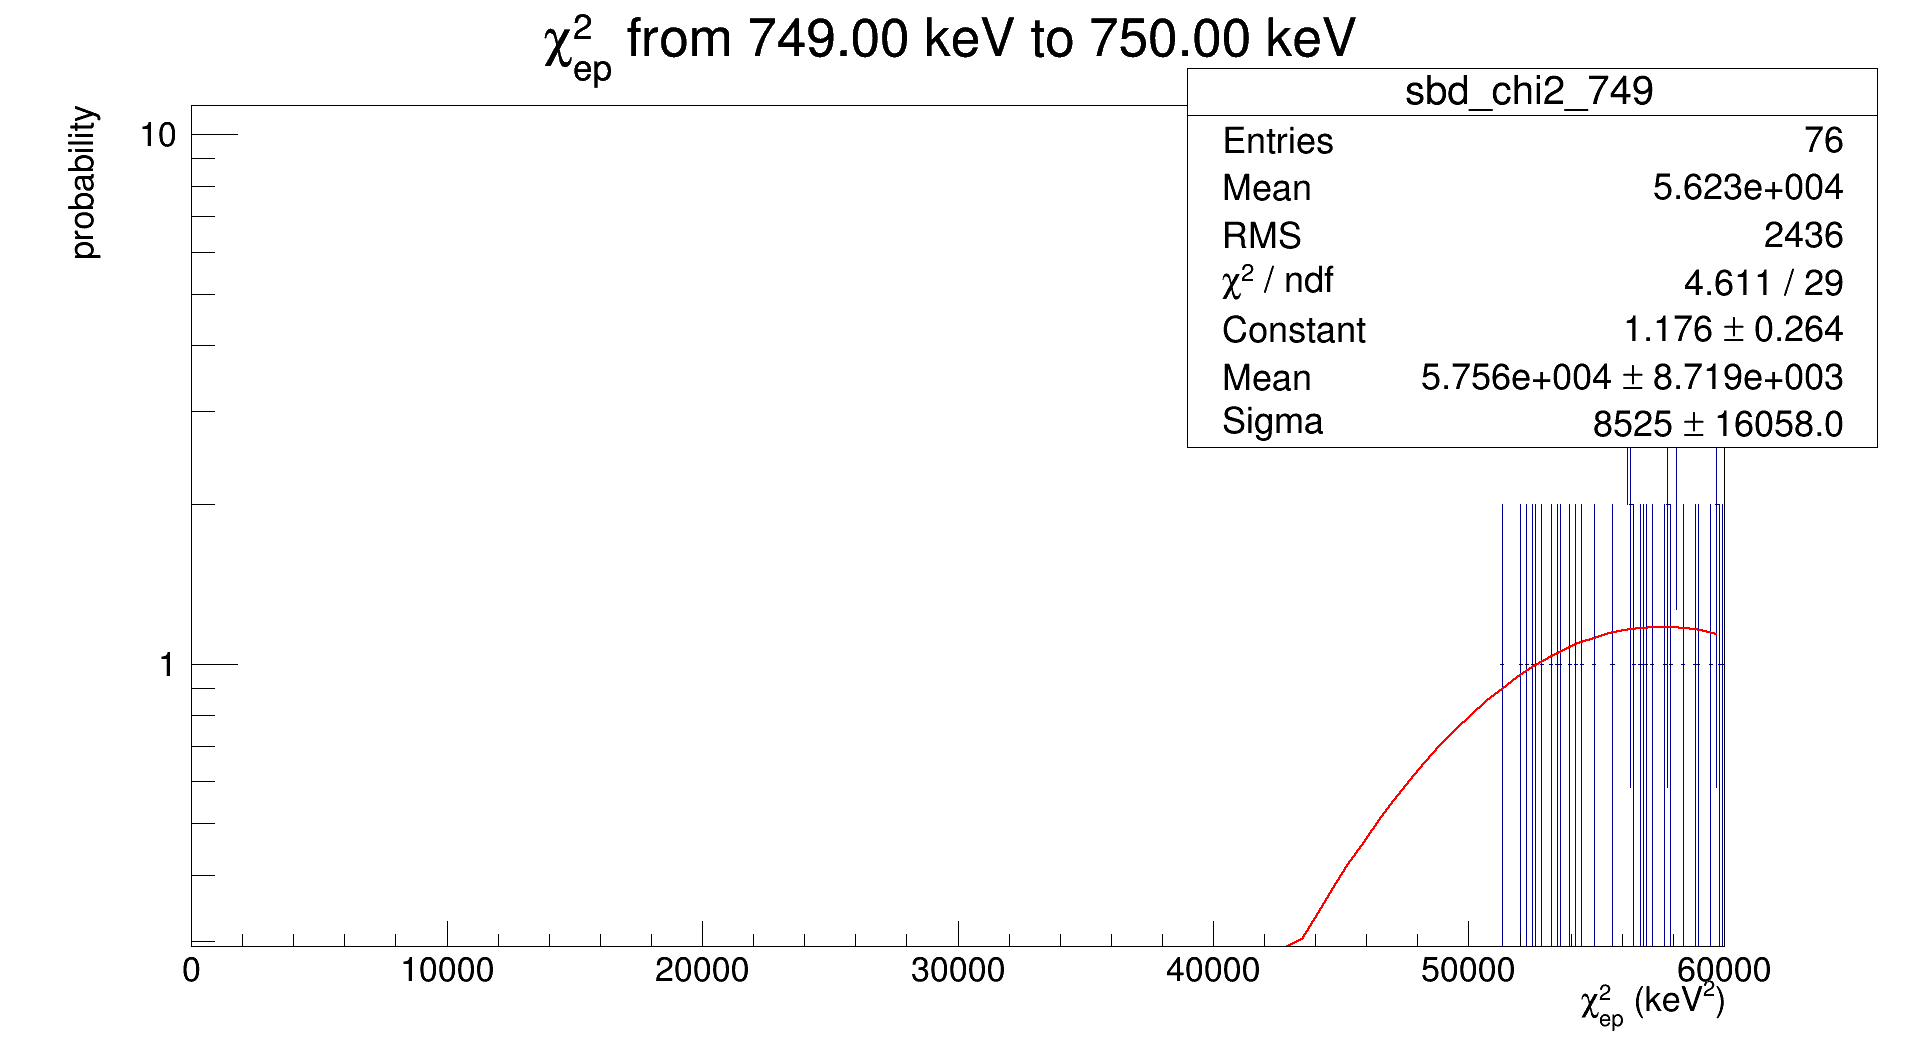 χ²ep from 749.00 keV to 750.00 keV
sbd_chi2_749
Entries 76
Mean 5.623e+004
RMS 2436
χ² / ndf 4.611 / 29
Constant 1.176 ± 0.264
Mean 5.756e+004 ± 8.719e+003
Sigma 8525 ± 16058.0
probability
10
1
0 10000 20000 30000 40000 50000 60000
χ²ep (keV²)